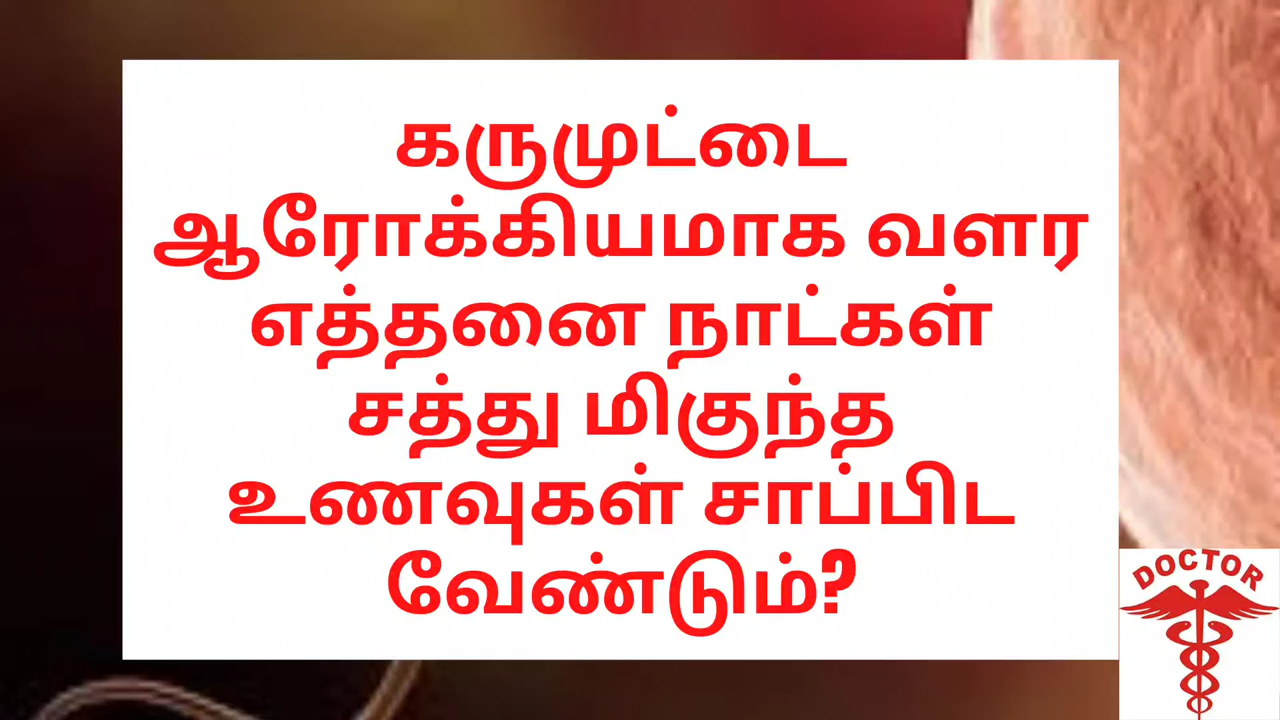 கருமுட்டை
ஆரோக்கியமாக வளர
எத்தனை நாட்கள்
சத்து மிகுந்த
உணவுகள் சாப்பிட
வேண்டும்?
DOCTOR